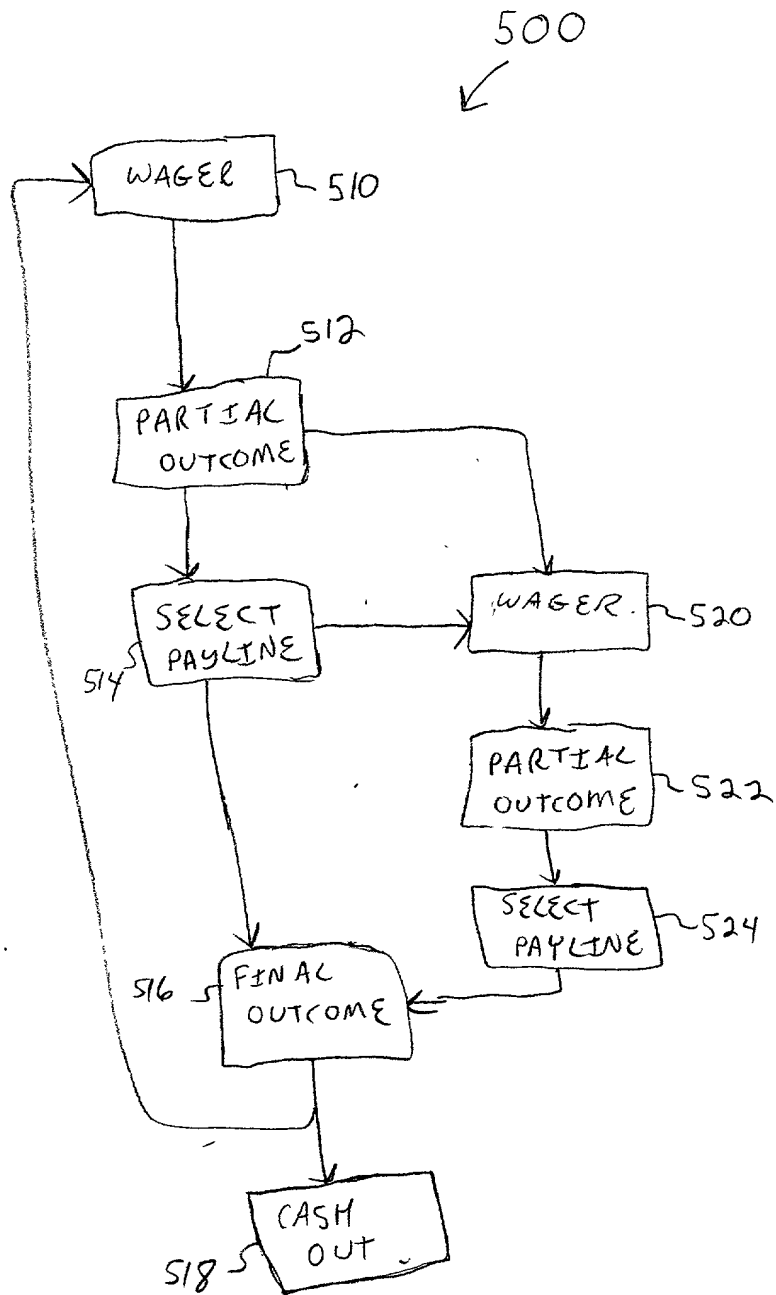 500
WAGER
510
512
PARTIAL
OUTCOME
SELECT
PAYLINE
514
WAGER.
520
PARTIAL
OUTCOME
522
SELECT
PAYLINE
524
516
FINAL
OUTCOME
CASH
OUT
518